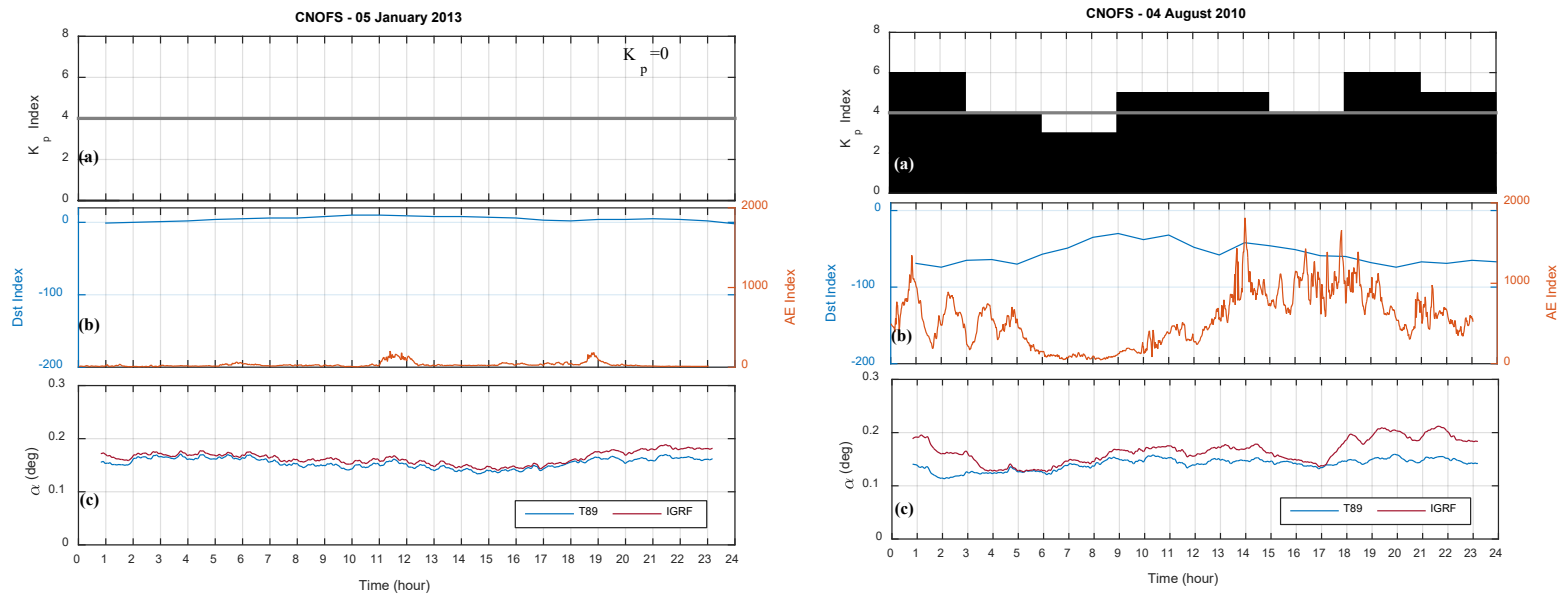 CNOFS - 05 January 2013
8
6
4
2
0
K p Index
K p =0
(a)
0
-100
-200
Dst Index
2000
1000
0
AE Index
(b)
0.3
0.2
0.1
0
α (deg)
(c)
T89 IGRF
0 1 2 3 4 5 6 7 8 9 10 11 12 13 14 15 16 17 18 19 20 21 22 23 24
Time (hour)
CNOFS - 04 August 2010
8
6
4
2
0
K p Index
(a)
0
-100
-200
Dst Index
2000
1000
0
AE Index
(b)
0.3
0.2
0.1
0
α (deg)
(c)
T89 IGRF
0 1 2 3 4 5 6 7 8 9 10 11 12 13 14 15 16 17 18 19 20 21 22 23 24
Time (hour)